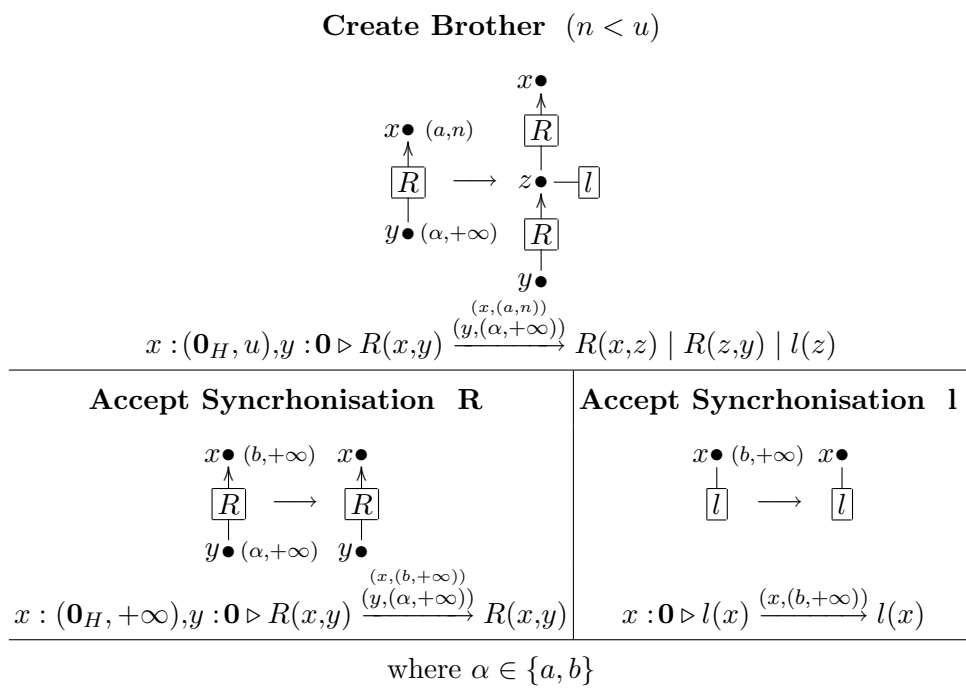 Create Brother (n < u)
x● (a,n)
R
y● (α,+∞)
⟶
x●
R
z● l
R
y●
x : (𝟎_H, u), y : 𝟎 ▷ R(x,y) (x,(a,n)) (y,(α,+∞)) ⟶ R(x,z) | R(z,y) | l(z)
Accept Syncrhonisation R
x● (b,+∞) x●
R ⟶ R
y● (α,+∞) y●
x : (𝟎_H, +∞), y : 𝟎 ▷ R(x,y) (x,(b,+∞)) (y,(α,+∞)) ⟶ R(x,y)
Accept Syncrhonisation l
x● (b,+∞) x●
l ⟶ l
x : 𝟎 ▷ l(x) (x,(b,+∞)) ⟶ l(x)
where α ∈ {a, b}